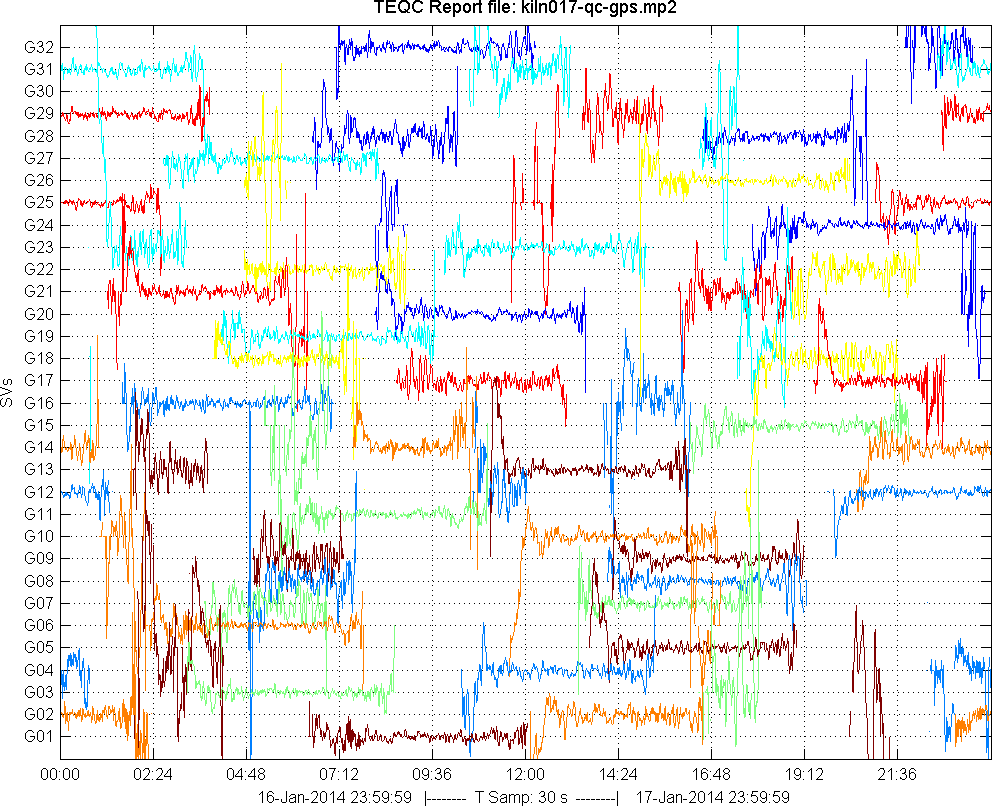 TEQC Report file: kiln017-qc-gps.mp2
G32
G31
G30
G29
G28
G27
G26
G25
G24
G23
G22
G21
G20
G19
G18
G17
G16
G15
G14
G13
G12
G11
G10
G09
G08
G07
G06
G05
G04
G03
G02
G01
SVs
00:00 02:24 04:48 07:12 09:36 12:00 14:24 16:48 19:12 21:36
16-Jan-2014 23:59:59 |-------- T Samp: 30 s --------| 17-Jan-2014 23:59:59